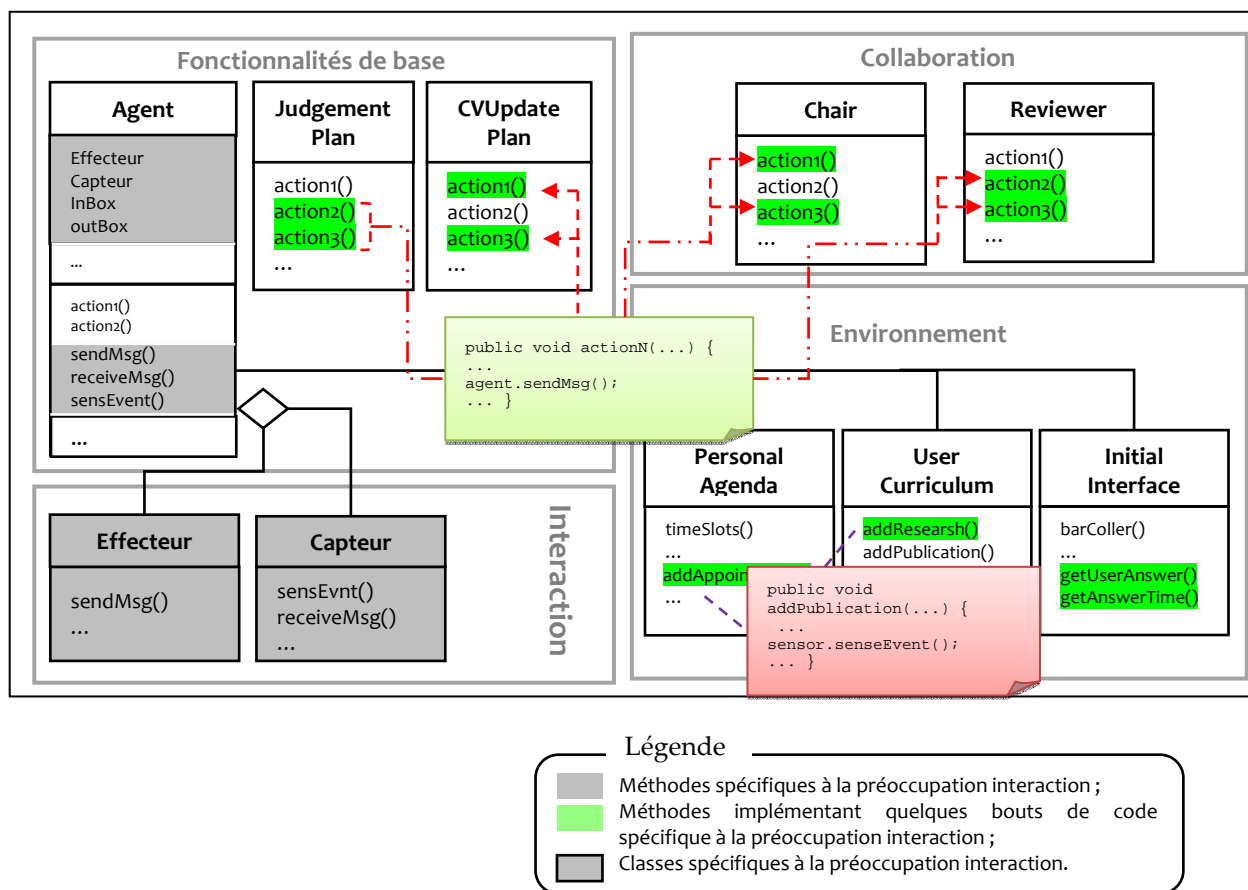 Fonctionnalités de base
Agent
Effecteur
Capteur
InBox
outBox
...
action1()
action2()
sendMsg()
receiveMsg()
sensEvent()
...
Judgement
Plan
action1()
action2()
action3()
...
CVUpdate
Plan
action1()
action2()
action3()
...
Collaboration
Chair
action1()
action2()
action3()
...
Reviewer
action1()
action2()
action3()
...
public void actionN(...) {
...
agent.sendMsg();
... }
Interaction
Effecteur
sendMsg()
...
Capteur
sensEvnt()
receiveMsg()
...
Environnement
Personal
Agenda
timeSlots()
...
addAppoin
...
User
Curriculum
addResearsh()
addPublication()
Initial
Interface
barColler()
...
getUserAnswer()
getAnswerTime()
public void
addPublication(...) {
...
sensor.senseEvent();
... }
Légende
Méthodes spécifiques à la préoccupation interaction ;
Méthodes implémentant quelques bouts de code
spécifique à la préoccupation interaction ;
Classes spécifiques à la préoccupation interaction.